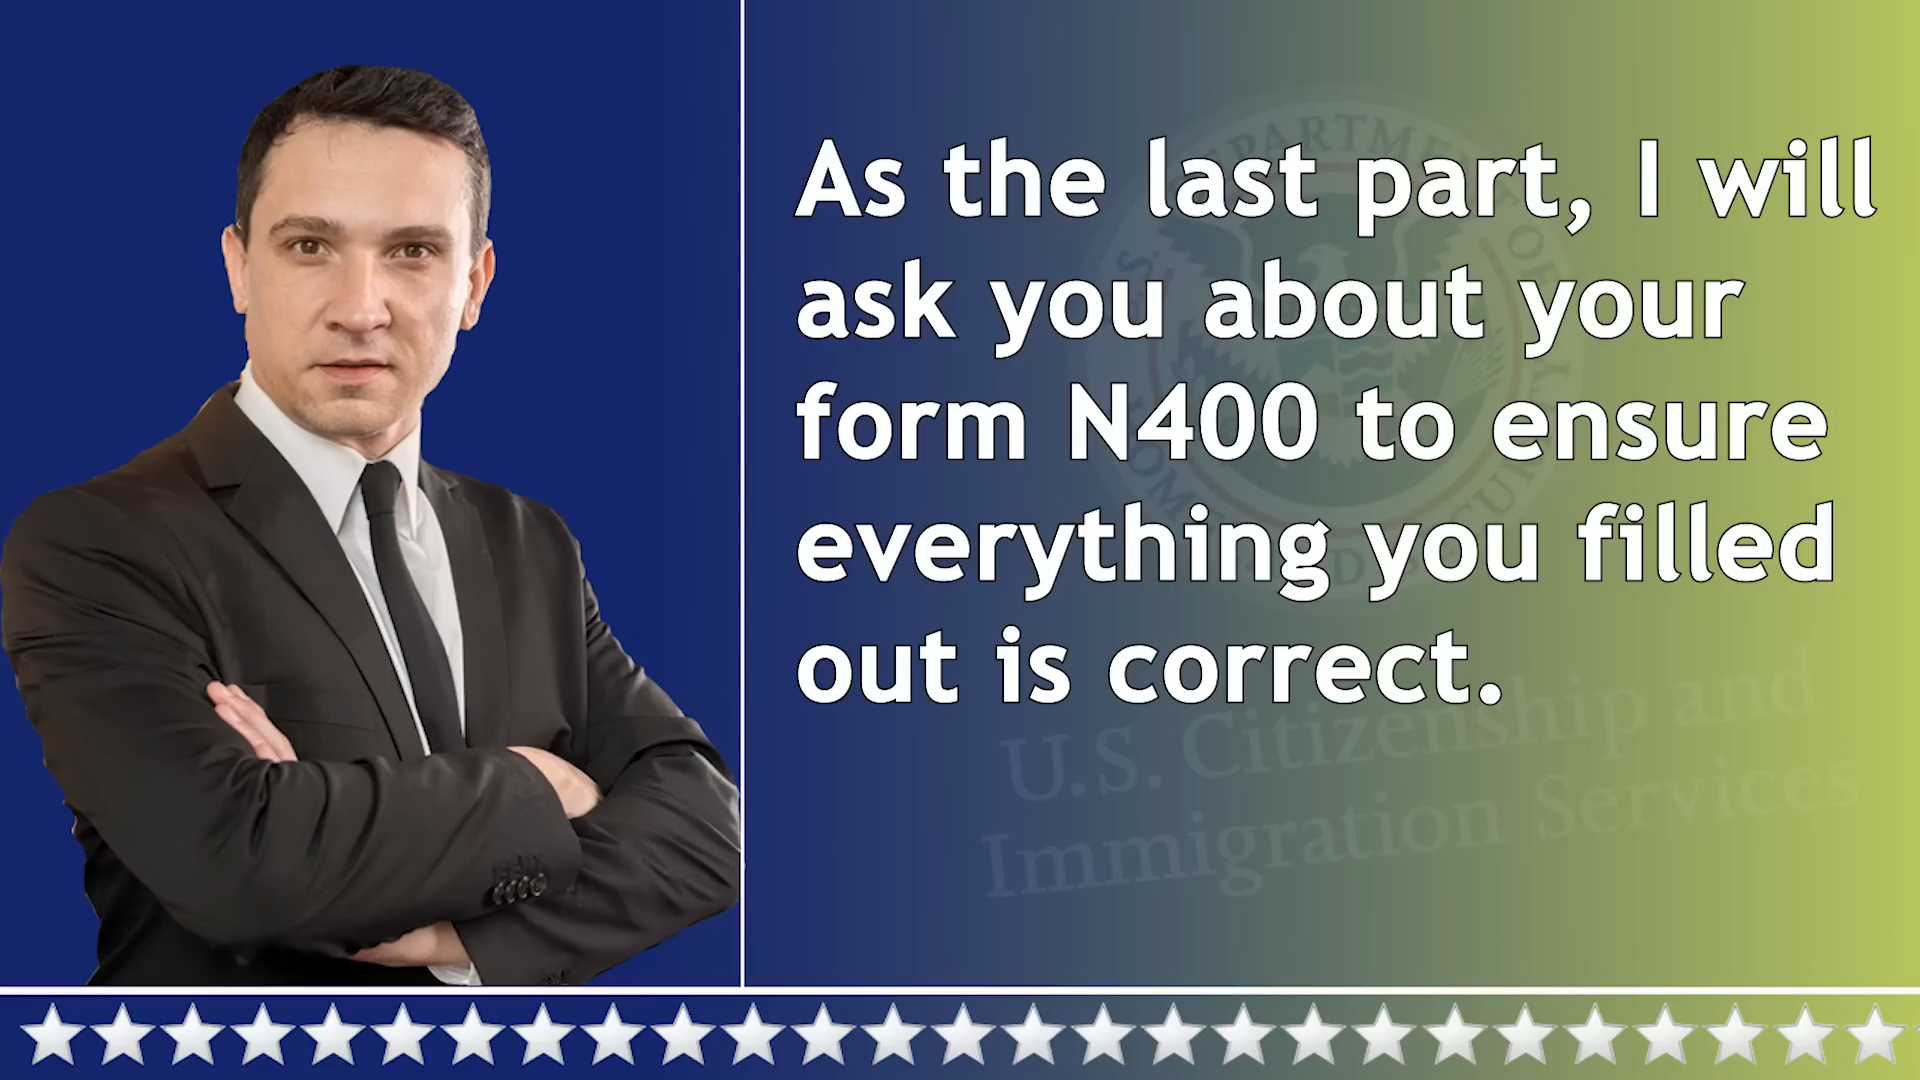 As the last part, I will
ask you about your
form N400 to ensure
everything you filled
out is correct.
U.S. Citizenship and
Immigration Services